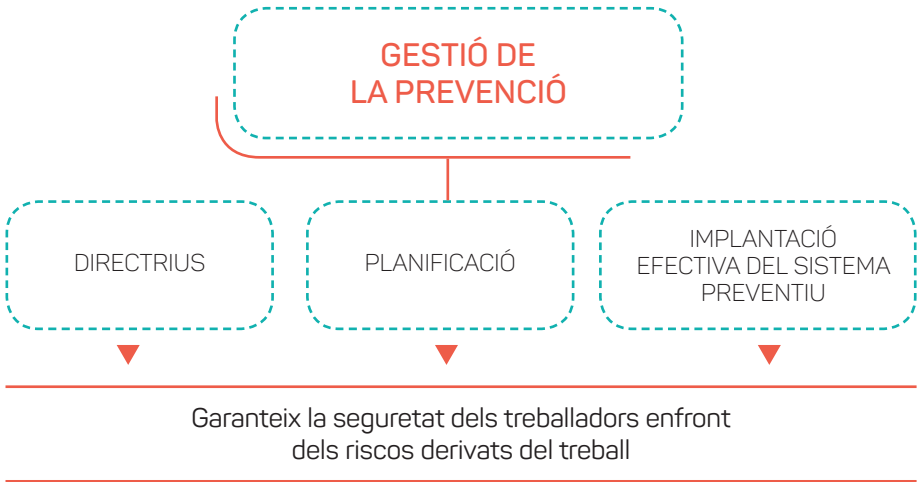 GESTIÓ DE
LA PREVENCIÓ
DIRECTRIUS
PLANIFICACIÓ
IMPLANTACIÓ
EFECTIVA DEL SISTEMA
PREVENTIU
Garanteix la seguretat dels treballadors enfront
dels riscos derivats del treball